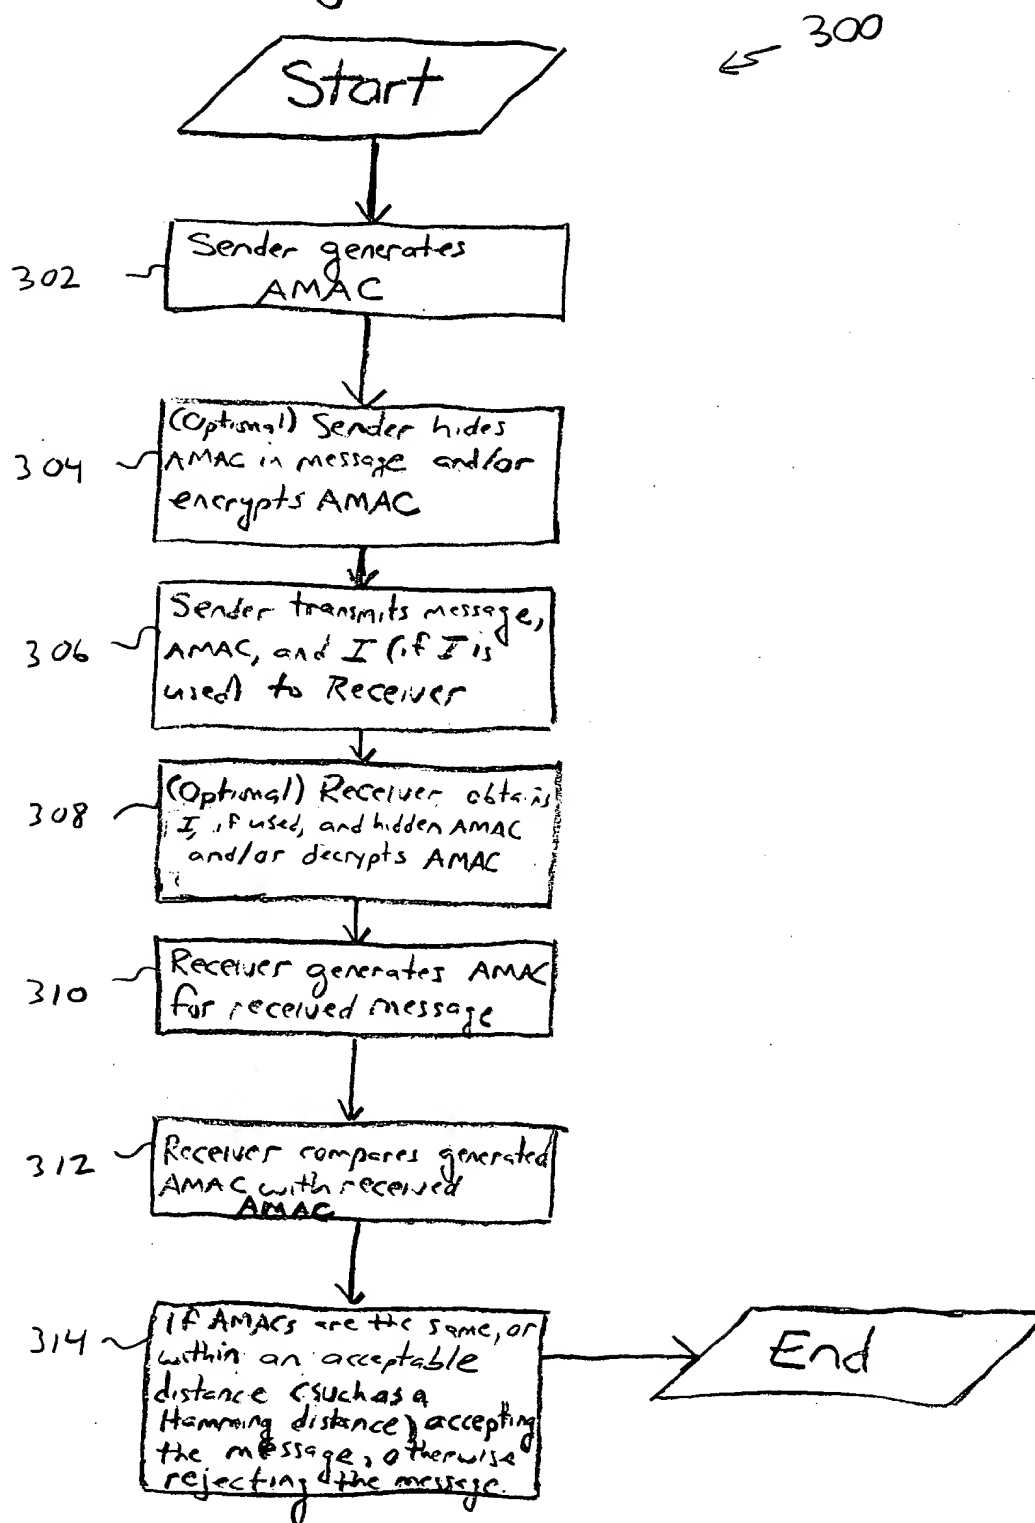 300
Start
302
Sender generates
AMAC
304
(Optional) Sender hides
AMAC in message and/or
encrypts AMAC
306
Sender transmits message,
AMAC, and I (if I is
used) to Receiver
308
(Optional) Receiver obtains
I, if used, and hidden AMAC
and/or decrypts AMAC
310
Receiver generates AMAC
for received message
312
Receiver compares generated
AMAC with received
AMAC
314
If AMACs are the same, or
within an acceptable
distance (such as a
Hamming distance) accepting
the message, otherwise
rejecting the message.
End